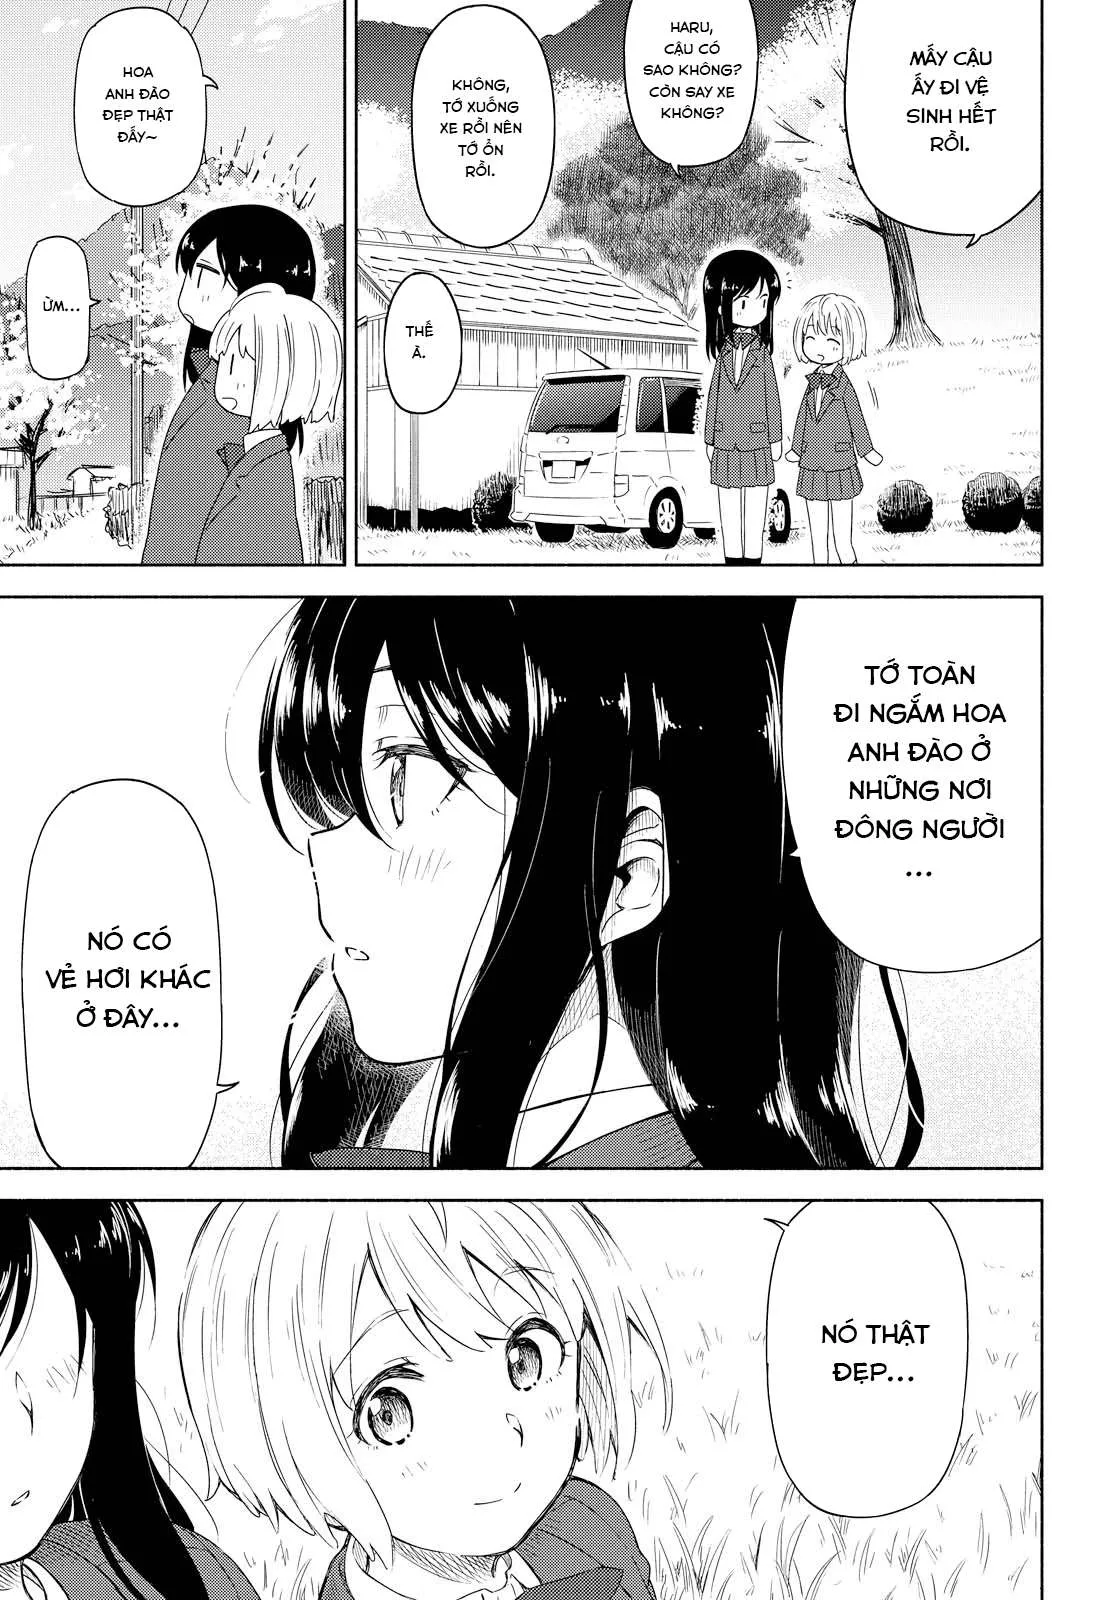 MẤY CẬU
ẤY ĐI VỆ
SINH HẾT
RỒI.
HARU,
CẬU CÓ
SAO KHÔNG?
CÒN SAY XE
KHÔNG?
KHÔNG,
TỚ XUỐNG
XE RỒI NÊN
TỚ ỔN
RỒI.
THẾ
À.
HOA
ANH ĐÀO
ĐẸP THẬT
ĐẤY~
ỪM...
TỚ TOÀN
ĐI NGẮM HOA
ANH ĐÀO Ở
NHỮNG NƠI
ĐÔNG NGƯỜI
...
NÓ CÓ
VẺ HƠI KHÁC
Ở ĐÂY...
NÓ THẬT
ĐẸP...